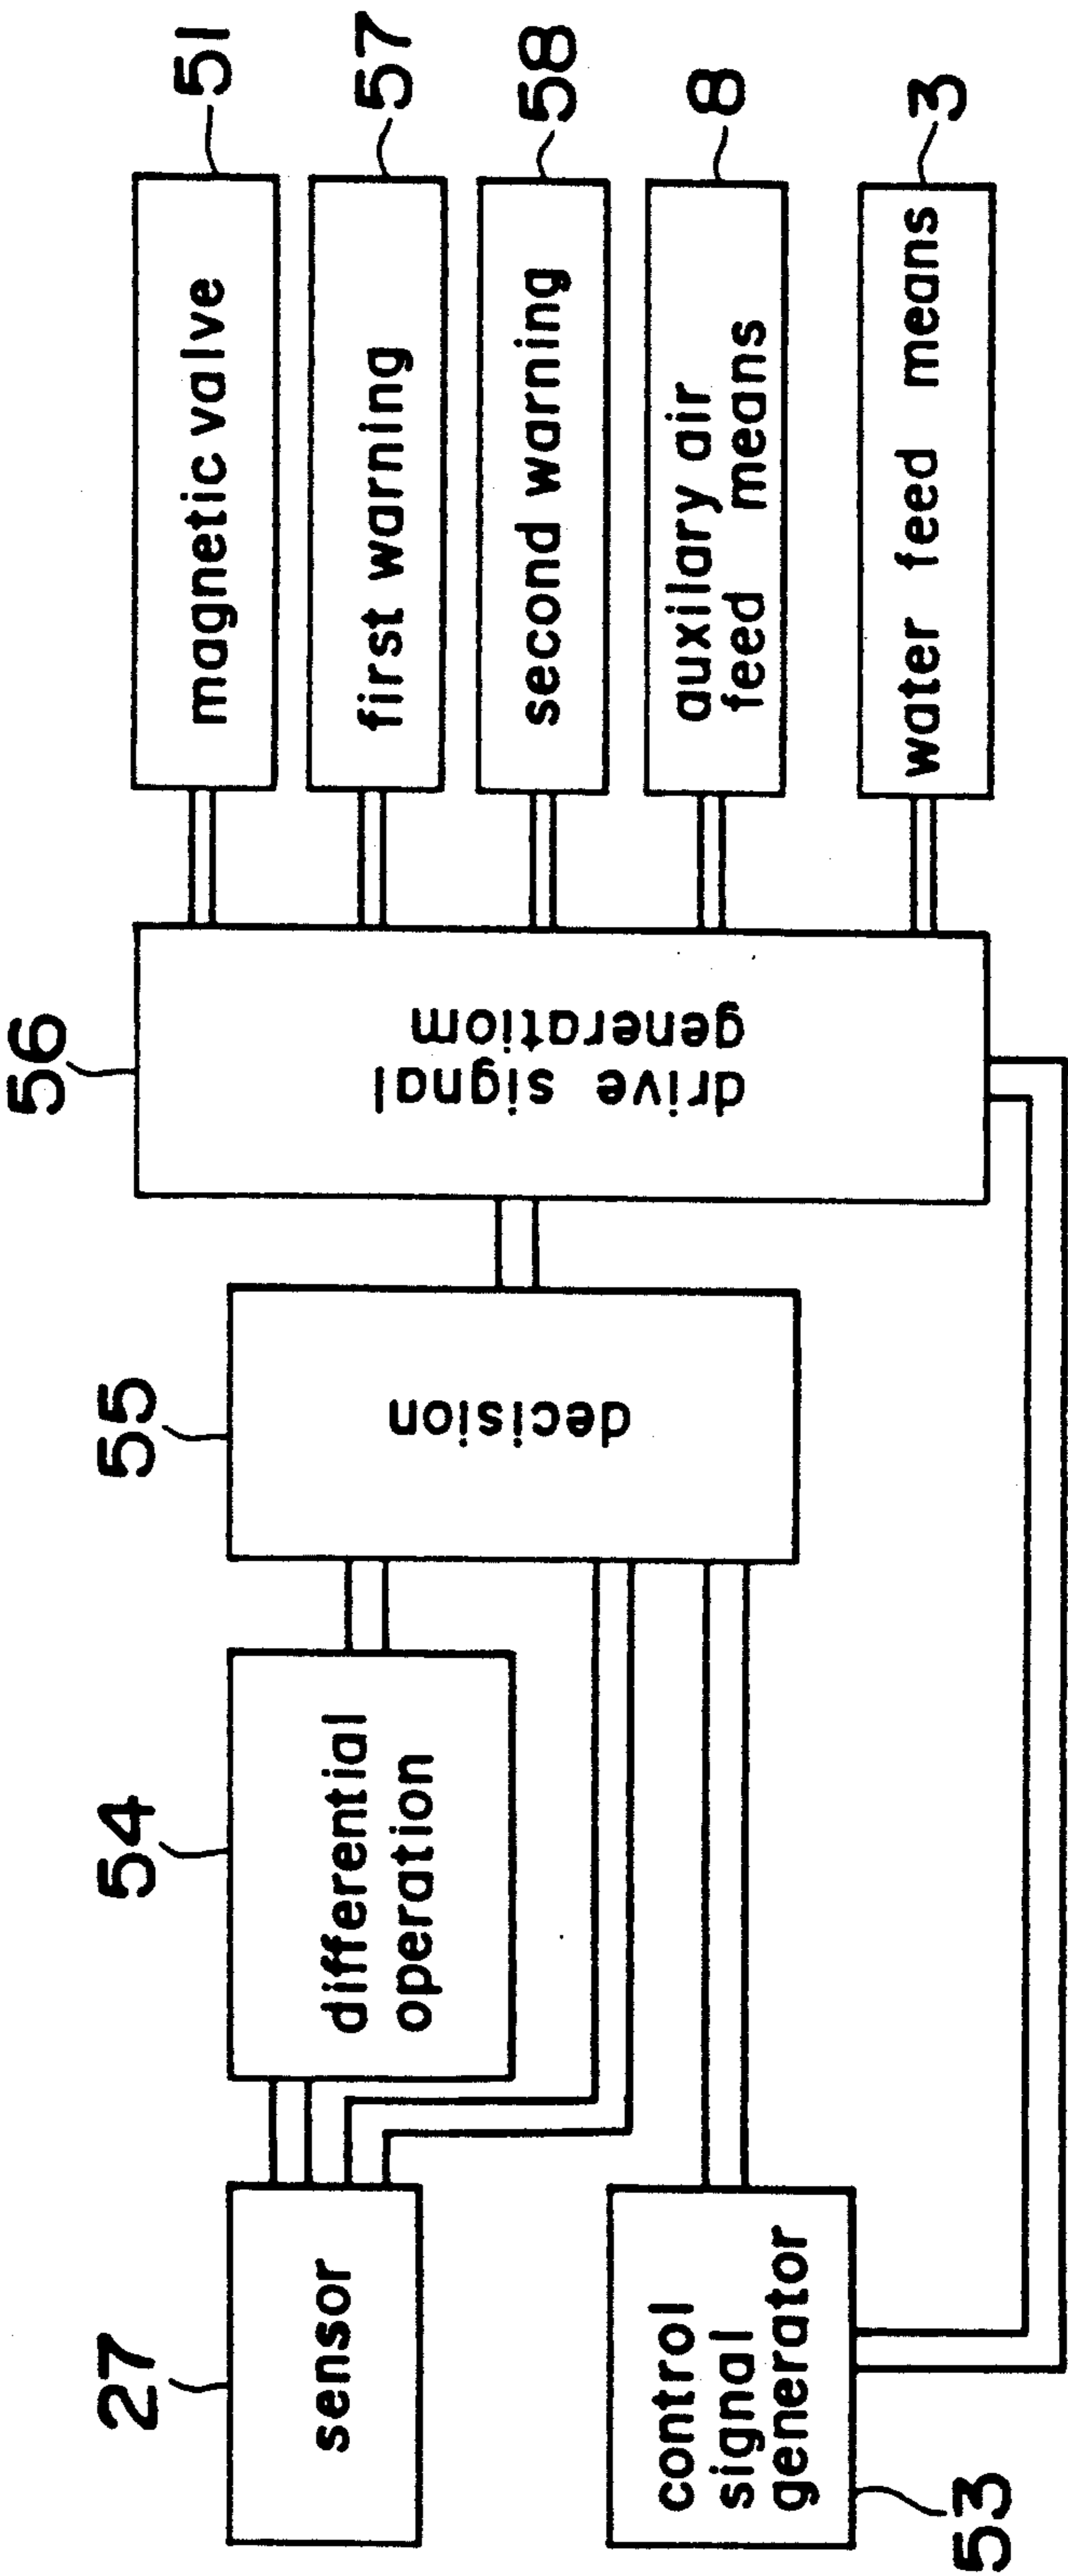 27
sensor
53
control
signal
generator
54
differential
operation
55
decision
56
drive signal
generatiom
51
magnetic valve
57
first warning
58
second warning
8
auxilary air
feed means
3
water feed means